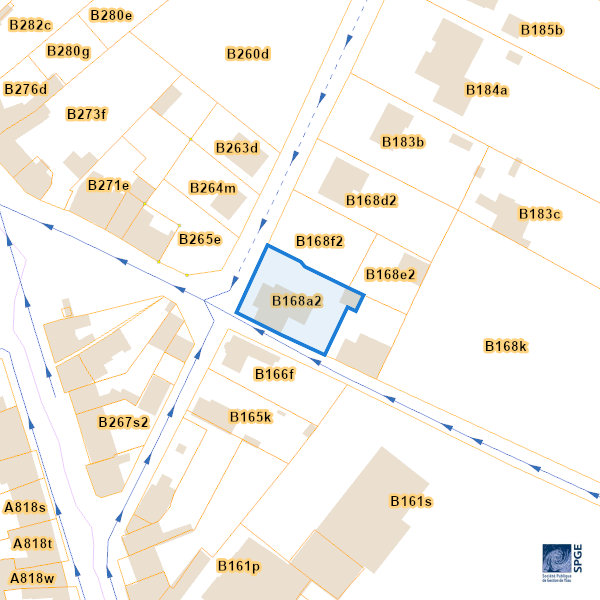 B282c
B280e
B280g
B276d
B273f
B260d
B185b
B184a
B183b
B263d
B271e
B264m
B168d2
B183c
B265e
B168f2
B168e2
B168a2
B168k
B166f
B165k
B267s2
A818s
A818t
A818w
B161s
B161p
SPGE
Société Publique
de Gestion de l'Eau